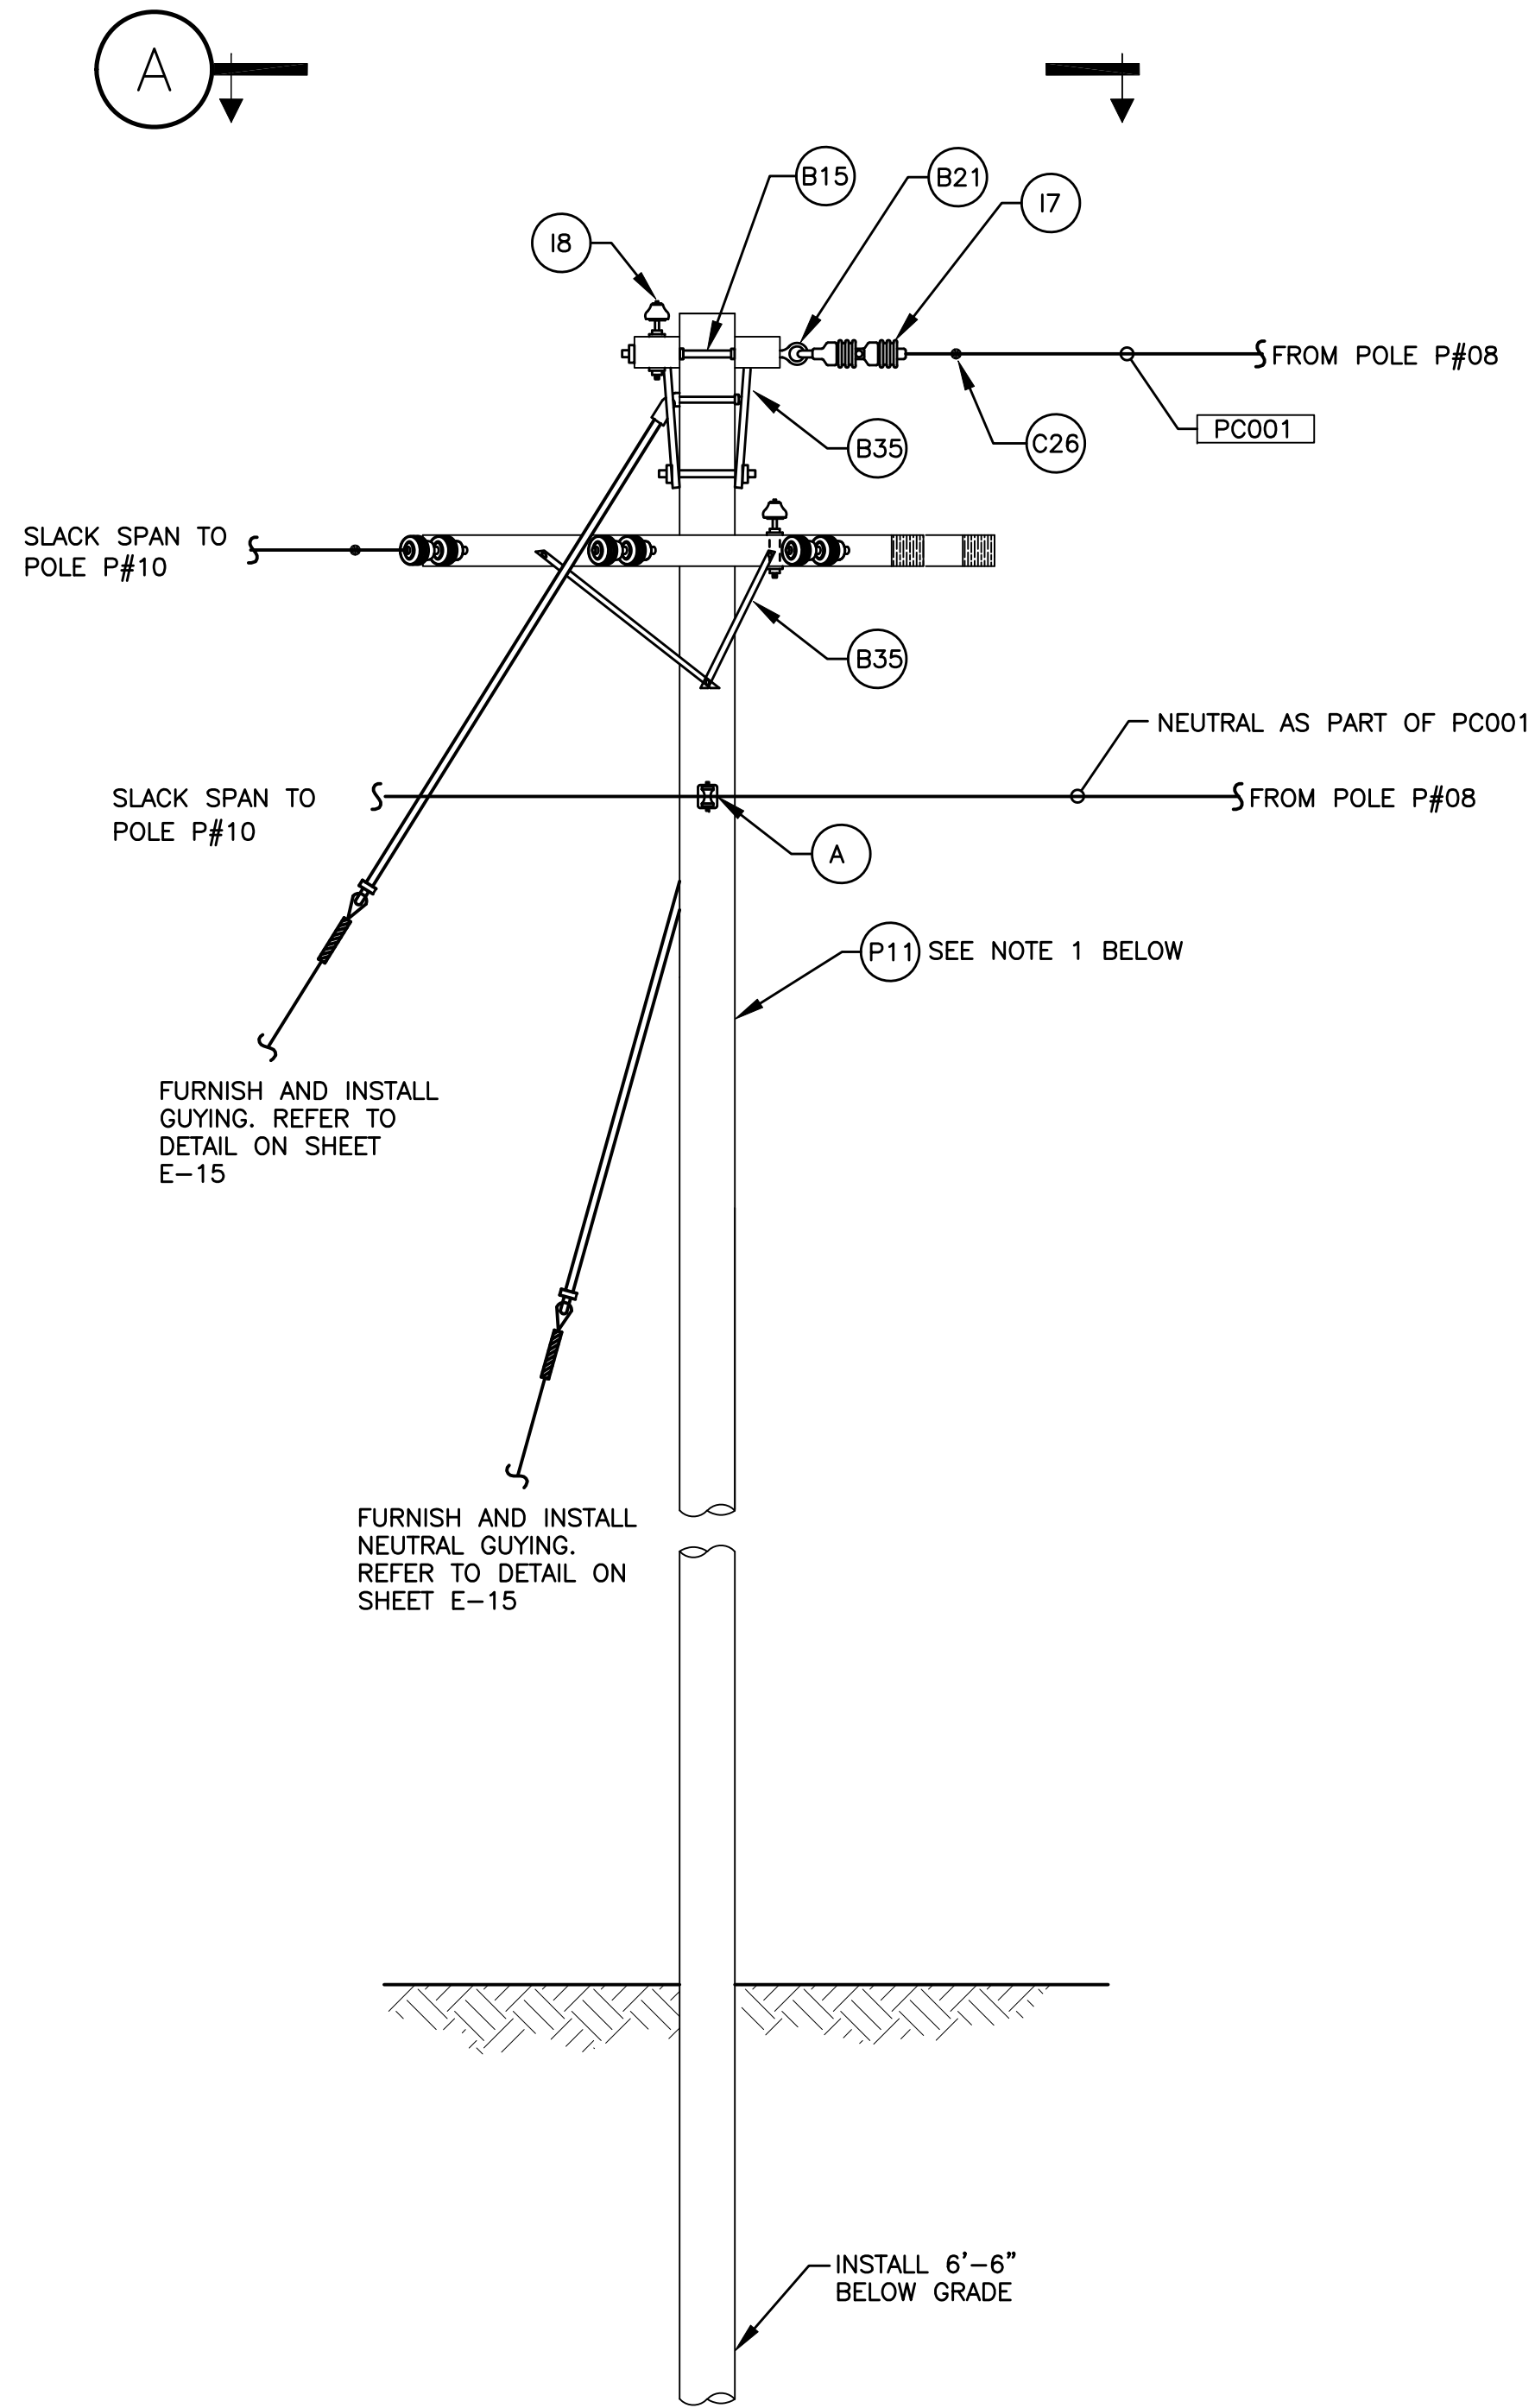 A
B15
B21
I7
I8
FROM POLE P#08
PC001
C26
B35
SLACK SPAN TO
POLE P#10
B35
NEUTRAL AS PART OF PC001
SLACK SPAN TO
POLE P#10
FROM POLE P#08
A
P11 SEE NOTE 1 BELOW
FURNISH AND INSTALL
GUYING. REFER TO
DETAIL ON SHEET
E-15
FURNISH AND INSTALL
NEUTRAL GUYING.
REFER TO DETAIL ON
SHEET E-15
INSTALL 6'-6"
BELOW GRADE